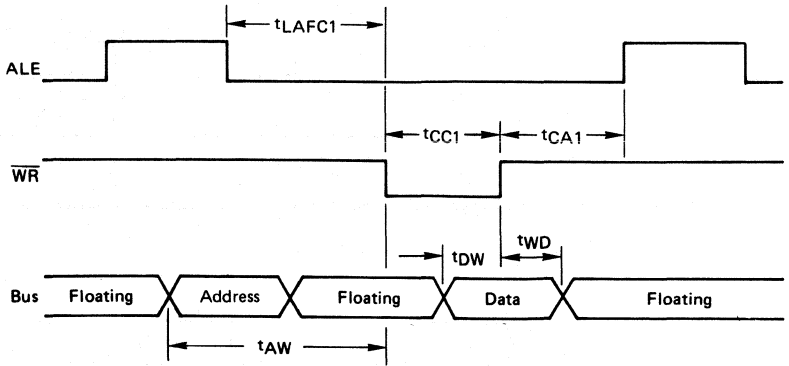 tLAFC1
ALE
tCC1
tCA1
WR
tDW
tWD
Bus
Floating
Address
Floating
Data
Floating
tAW